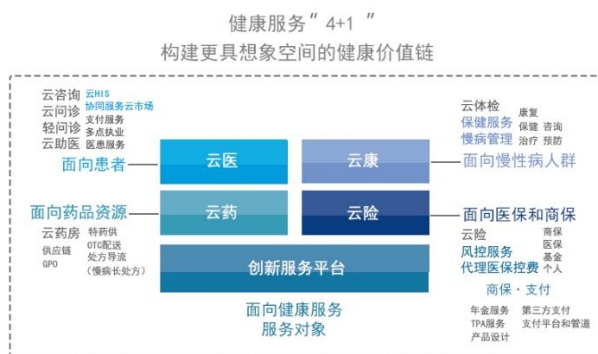 健康服务“4+1 ”
构建更具想象空间的健康价值链
云咨询 云HIS
云问诊 协同服务云市场
轻问诊 支付服务
多点执业
云助医 医患服务
面向患者
云医
云康
云体检 康复
保健服务 保健 咨询
慢病管理 治疗 预防
面向慢性病人群
面向药品资源
云药房 特药供
供应链 OTC配送
处方导流
GPO (慢病长处方)
云药
云险
面向医保和商保
云险 商保
医保
风控服务 基金
代理医保控费 个人
商保·支付
年金服务 第三方支付
TPA服务 支付平台和管道
产品设计
创新服务平台
面向健康服务
服务对象